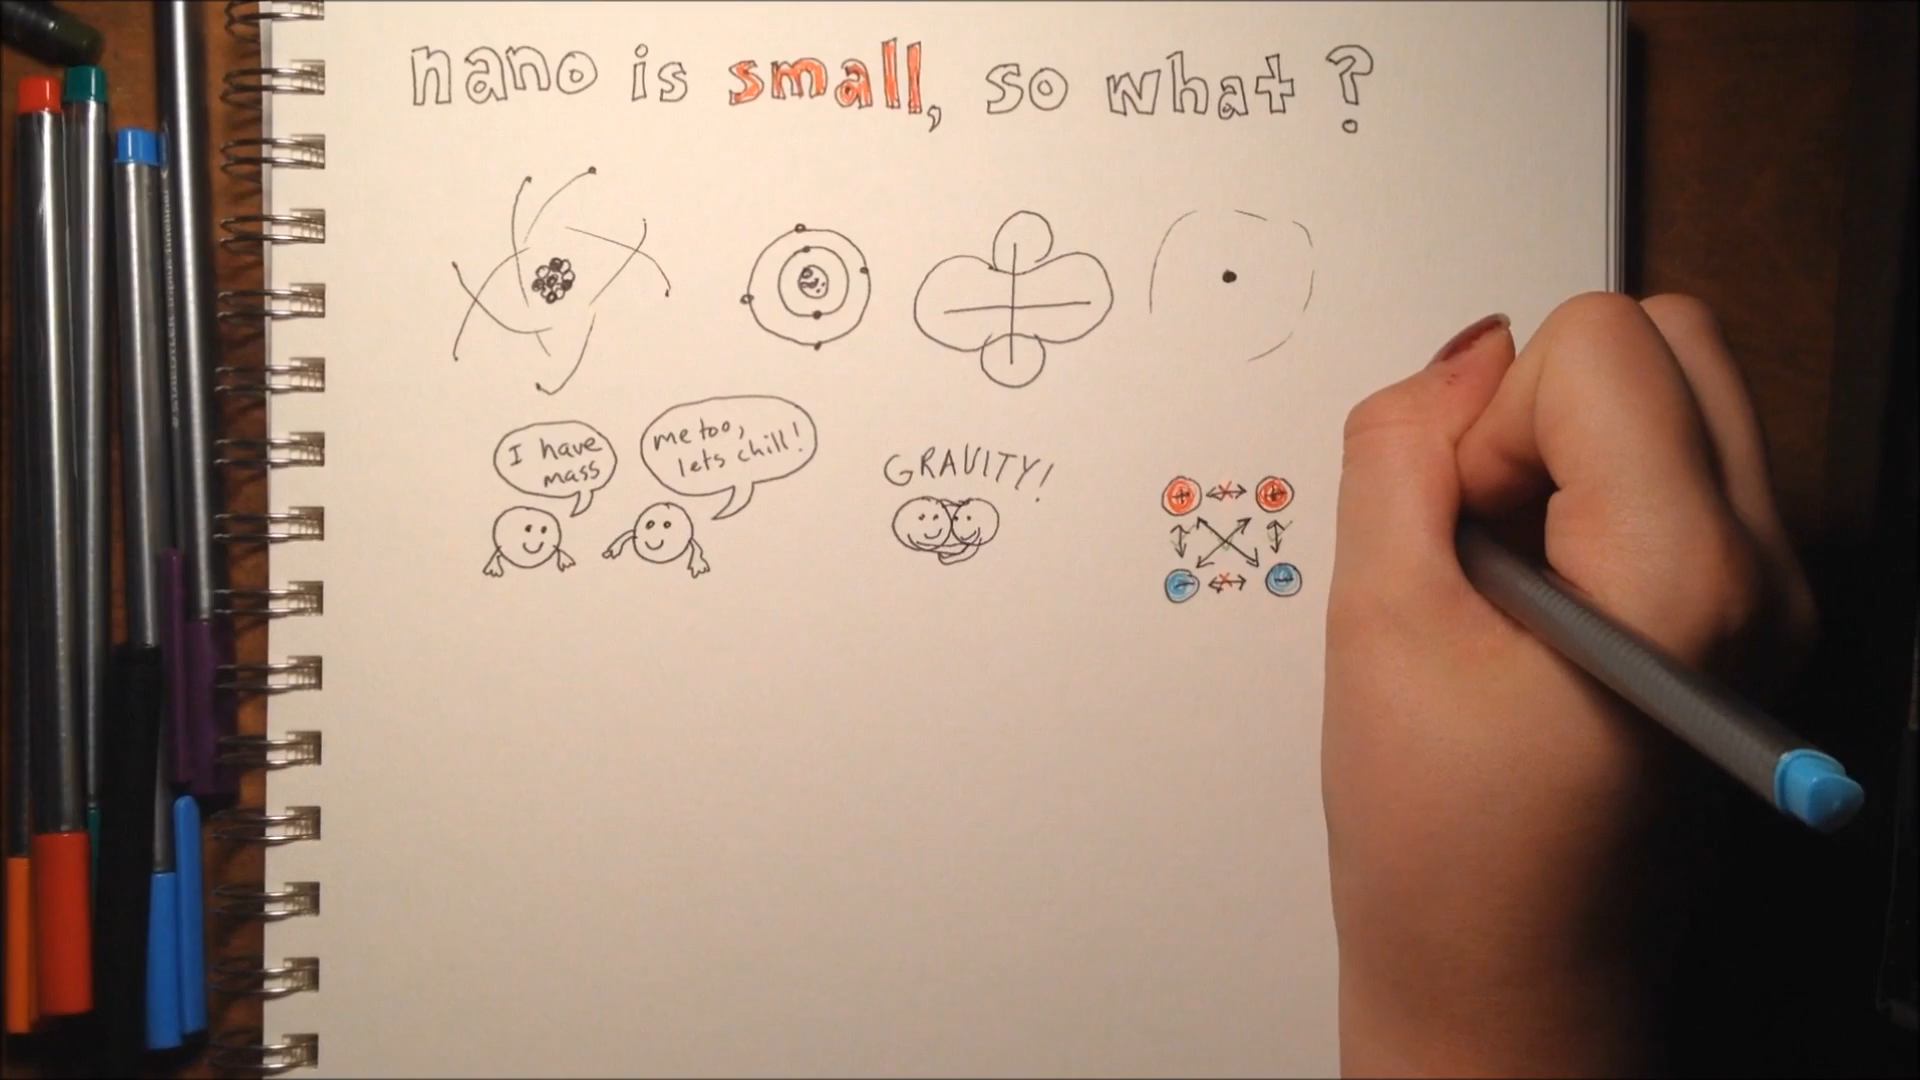 nano is small, so what?
I have
mass
me too,
lets chill!
GRAVITY!
+ +
- -